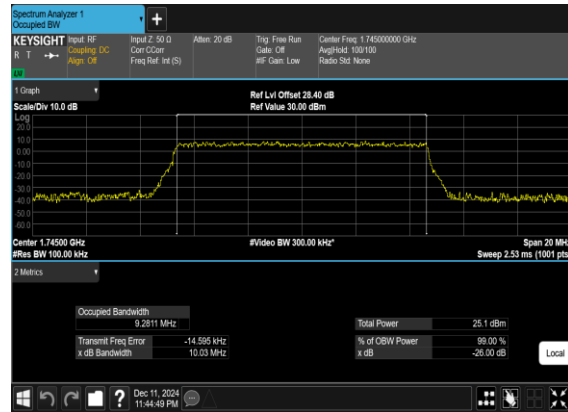 Spectrum Analyzer 1
Occupied BW
+
KEYSIGHT
R T
LW
Input: RF
Coupling: DC
Align: Off
Input Z: 50 Ω
Corr CCorr
Freq Ref: Int (S)
Atten: 20 dB
Trig: Free Run
Gate: Off
#IF Gain: Low
Center Freq: 1.745000000 GHz
Avg|Hold: 100/100
Radio Std: None
1 Graph
Scale/Div 10.0 dB
Ref Lvl Offset 28.40 dB
Ref Value 30.00 dBm
Log
20.0
10.0
0.00
-10.0
-20.0
-30.0
-40.0
-50.0
-60.0
Center 1.74500 GHz
#Res BW 100.00 kHz
#Video BW 300.00 kHz*
Span 20 MHz
Sweep 2.53 ms (1001 pts
2 Metrics
Occupied Bandwidth
9.2811 MHz
Transmit Freq Error -14.595 kHz
x dB Bandwidth 10.03 MHz
Total Power 25.1 dBm
% of OBW Power 99.00 %
x dB -26.00 dB
Local
?
Dec 11, 2024
11:44:49 PM